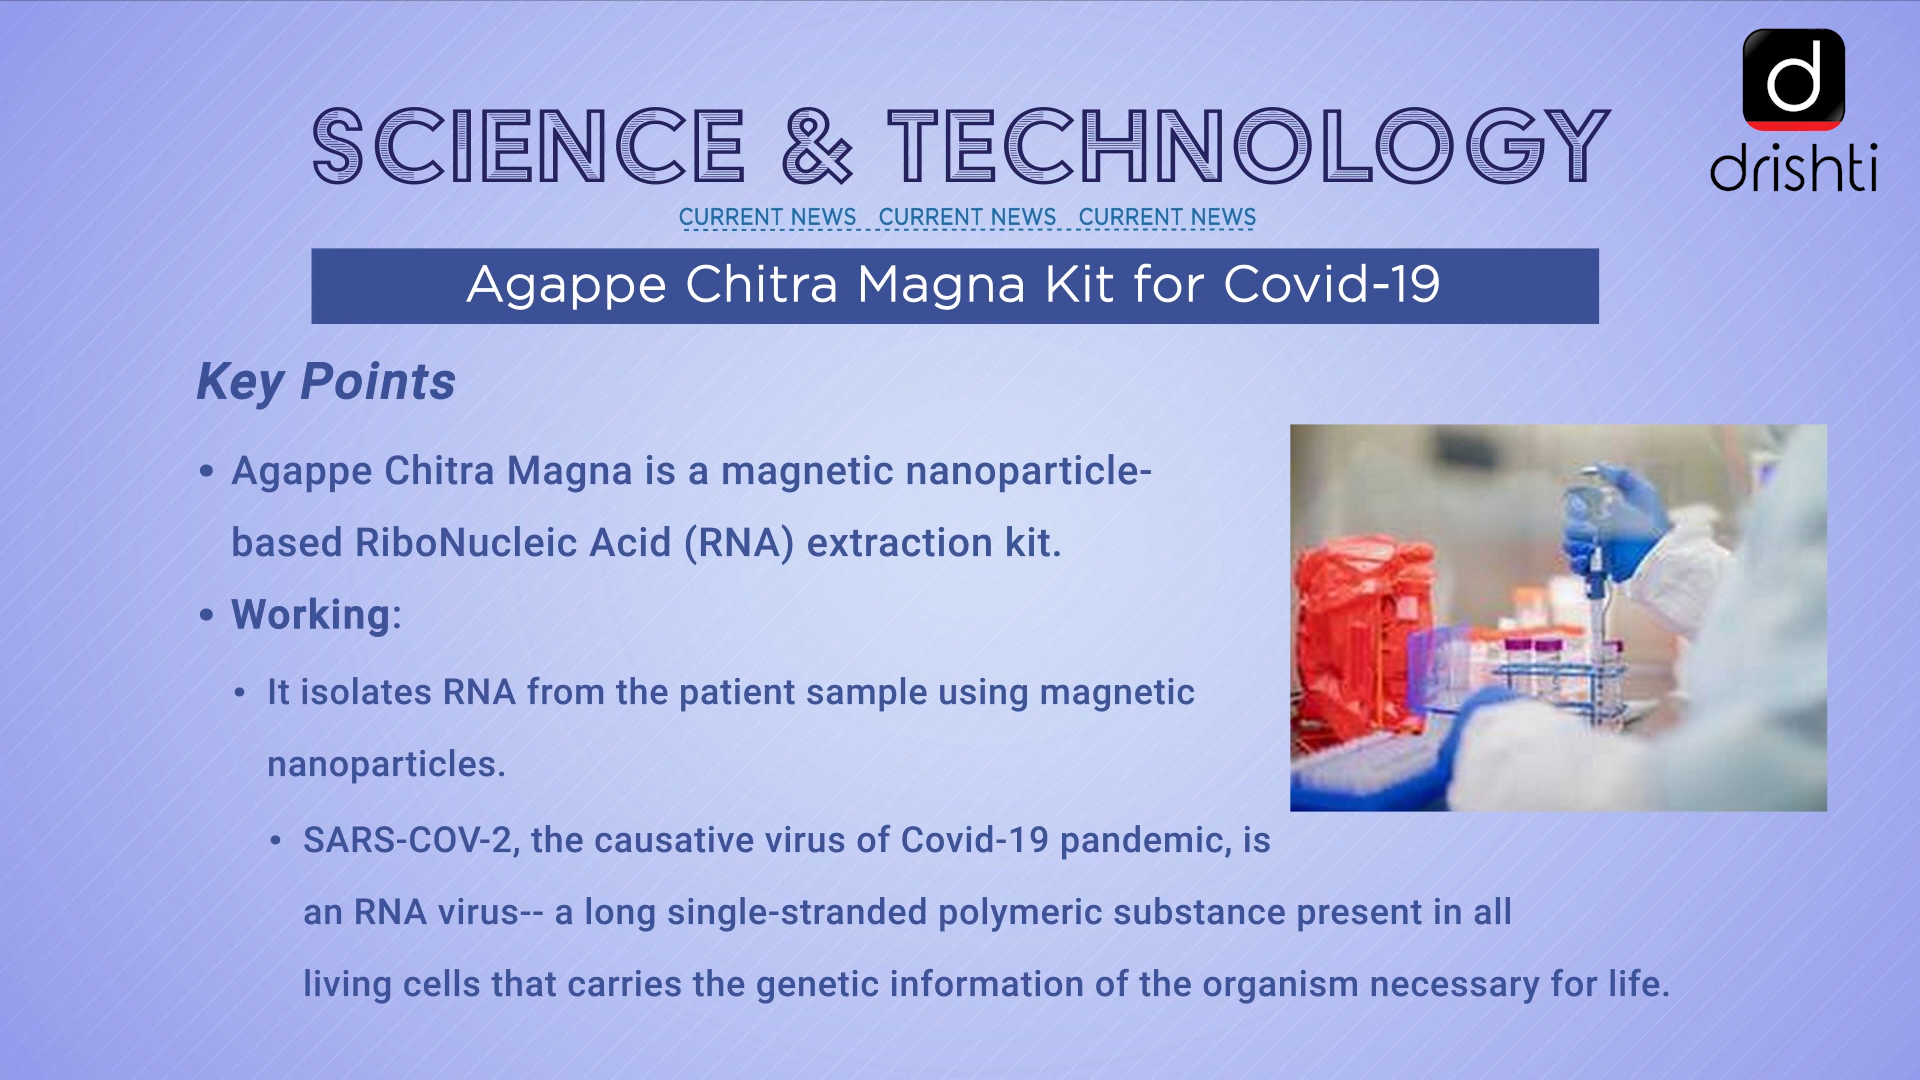 d
drishti
SCIENCE & TECHNOLOGY
CURRENT NEWS CURRENT NEWS CURRENT NEWS
Agappe Chitra Magna Kit for Covid-19
Key Points
• Agappe Chitra Magna is a magnetic nanoparticle-
based RiboNucleic Acid (RNA) extraction kit.
• Working:
• It isolates RNA from the patient sample using magnetic
nanoparticles.
• SARS-COV-2, the causative virus of Covid-19 pandemic, is
an RNA virus-- a long single-stranded polymeric substance present in all
living cells that carries the genetic information of the organism necessary for life.